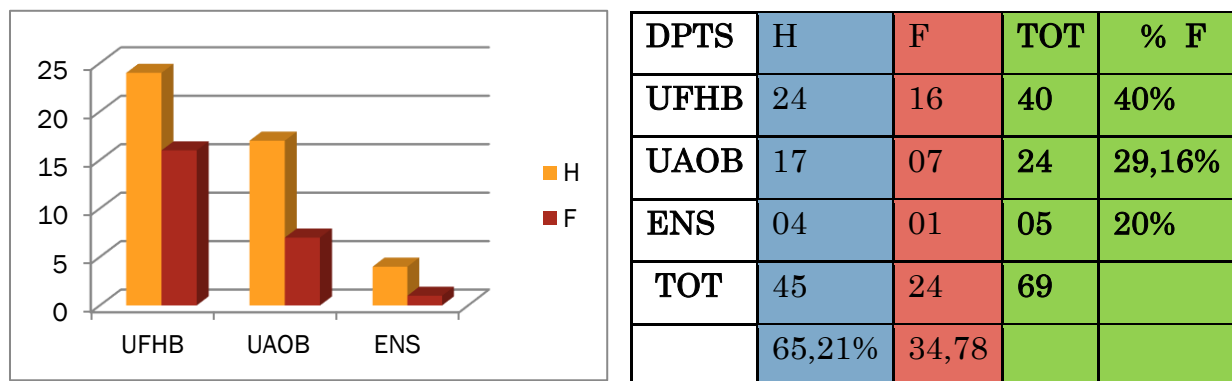 25
20
15
10
5
0
UFHB UAOB ENS
H
F
DPTS H F TOT % F
UFHB 24 16 40 40%
UAOB 17 07 24 29,16%
ENS 04 01 05 20%
TOT 45 24 69
65,21% 34,78